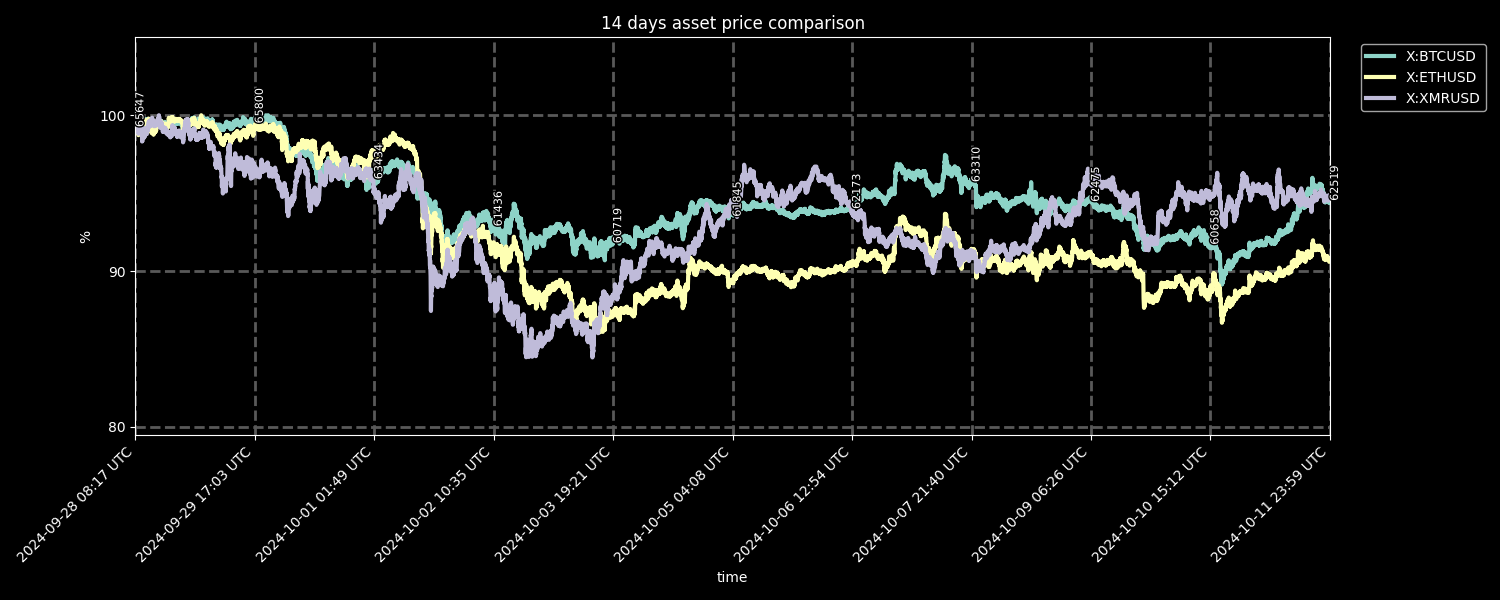 14 days asset price comparison
X:BTCUSD
X:ETHUSD
X:XMRUSD
%
100
90
80
65647
65800
63434
61436
60719
61845
62173
63310
62475
60658
62519
2024-09-28 08:17 UTC
2024-09-29 17:03 UTC
2024-10-01 01:49 UTC
2024-10-02 10:35 UTC
2024-10-03 19:21 UTC
2024-10-05 04:08 UTC
2024-10-06 12:54 UTC
2024-10-07 21:40 UTC
2024-10-09 06:26 UTC
2024-10-10 15:12 UTC
2024-10-11 23:59 UTC
time